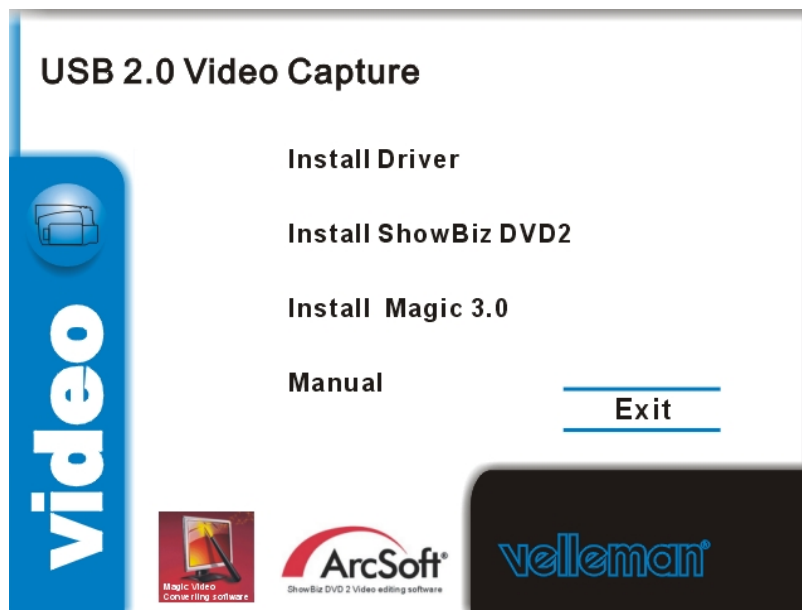 USB 2.0 Video Capture
Install Driver
Install ShowBiz DVD2
Install Magic 3.0
Manual
Exit
video
Magic Video
Converting software
ArcSoft®
ShowBiz DVD 2 Video editing software
velleman®